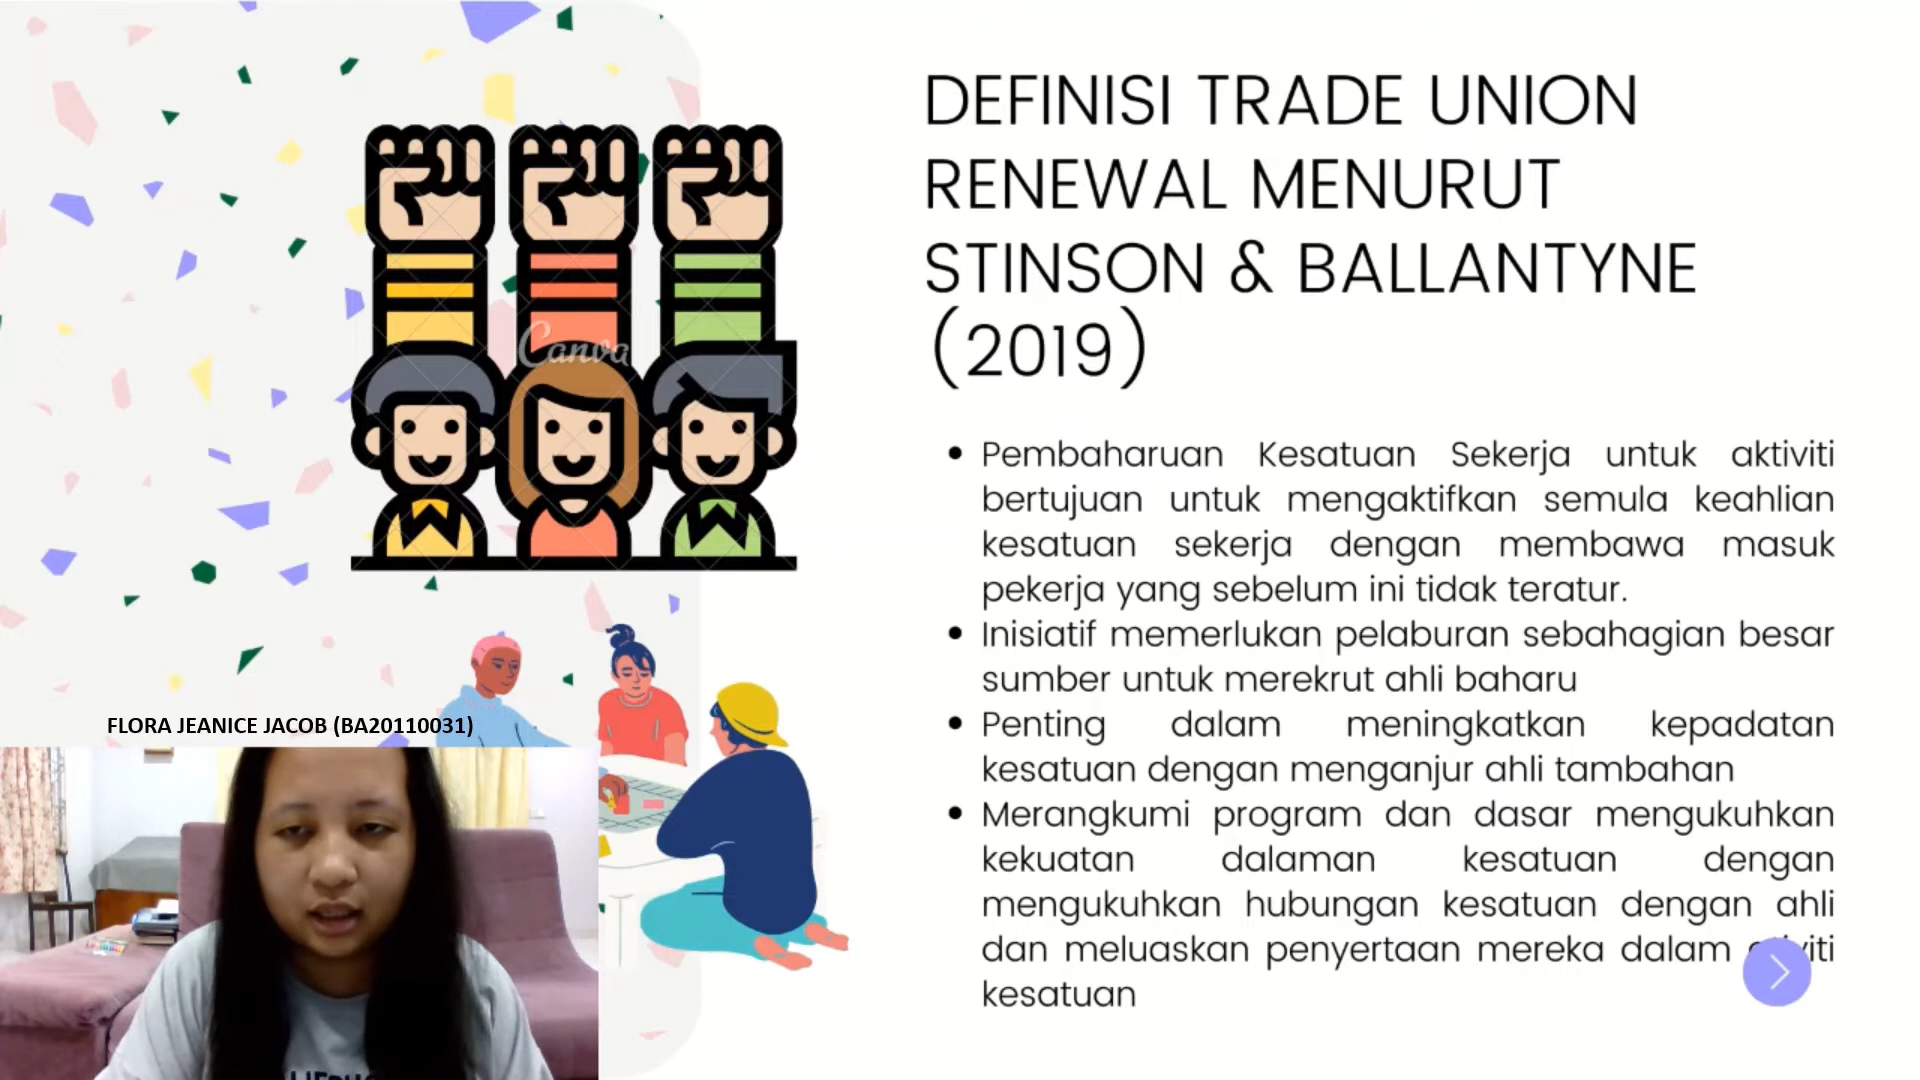 DEFINISI TRADE UNION
RENEWAL MENURUT
STINSON & BALLANTYNE
(2019)
Pembaharuan Kesatuan Sekerja untuk aktiviti
bertujuan untuk mengaktifkan semula keahlian
kesatuan sekerja dengan membawa masuk
pekerja yang sebelum ini tidak teratur.
Inisiatif memerlukan pelaburan sebahagian besar
sumber untuk merekrut ahli baharu
Penting dalam meningkatkan kepadatan
kesatuan dengan menganjur ahli tambahan
Merangkumi program dan dasar mengukuhkan
kekuatan dalaman kesatuan dengan
mengukuhkan hubungan kesatuan dengan ahli
dan meluaskan penyertaan mereka dalam
kesatuan
Canva
FLORA JEANICE JACOB (BA20110031)